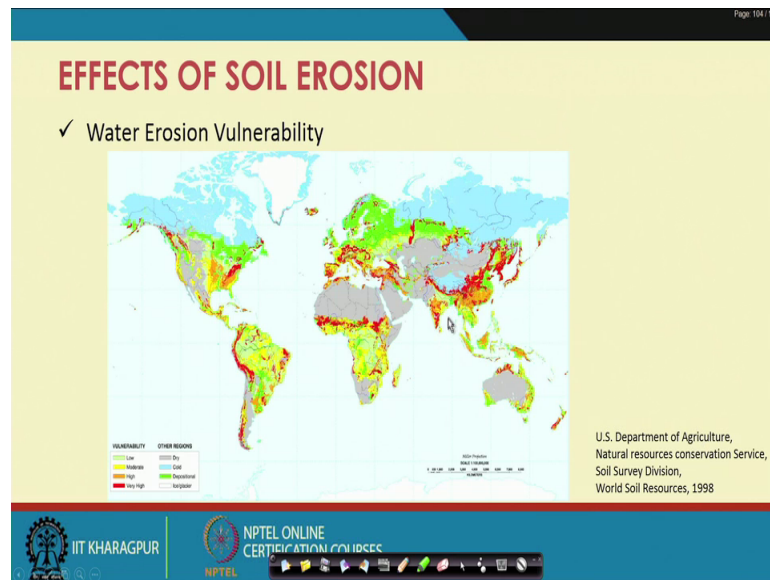 Page: 104 / 1
EFFECTS OF SOIL EROSION
✓ Water Erosion Vulnerability
VULNERABILITY
Low
Moderate
High
Very High
OTHER REGIONS
Dry
Cold
Depositional
Ice/glacier
U.S. Department of Agriculture,
Natural resources conservation Service,
Soil Survey Division,
World Soil Resources, 1998
IIT KHARAGPUR
NPTEL
NPTEL ONLINE
CERTIFICATION COURSES